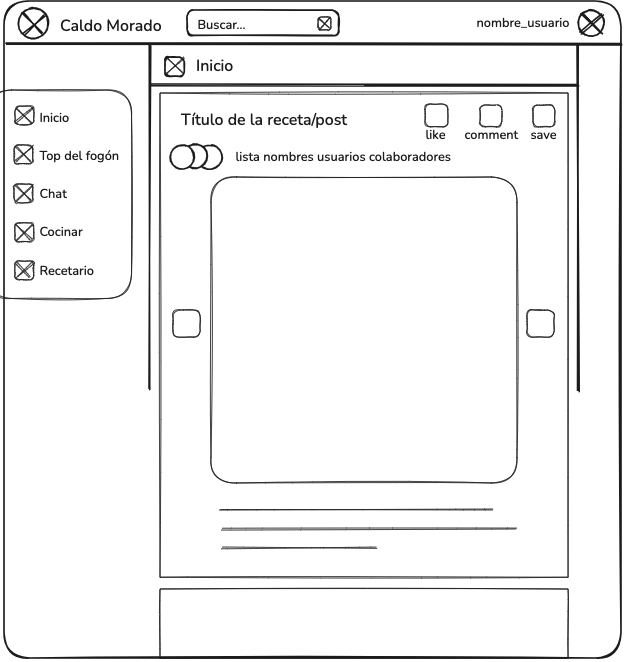 Caldo Morado
Buscar...
nombre_usuario
Inicio
Inicio
Top del fogón
Chat
Cocinar
Recetario
Título de la receta/post
like
comment
save
lista nombres usuarios colaboradores